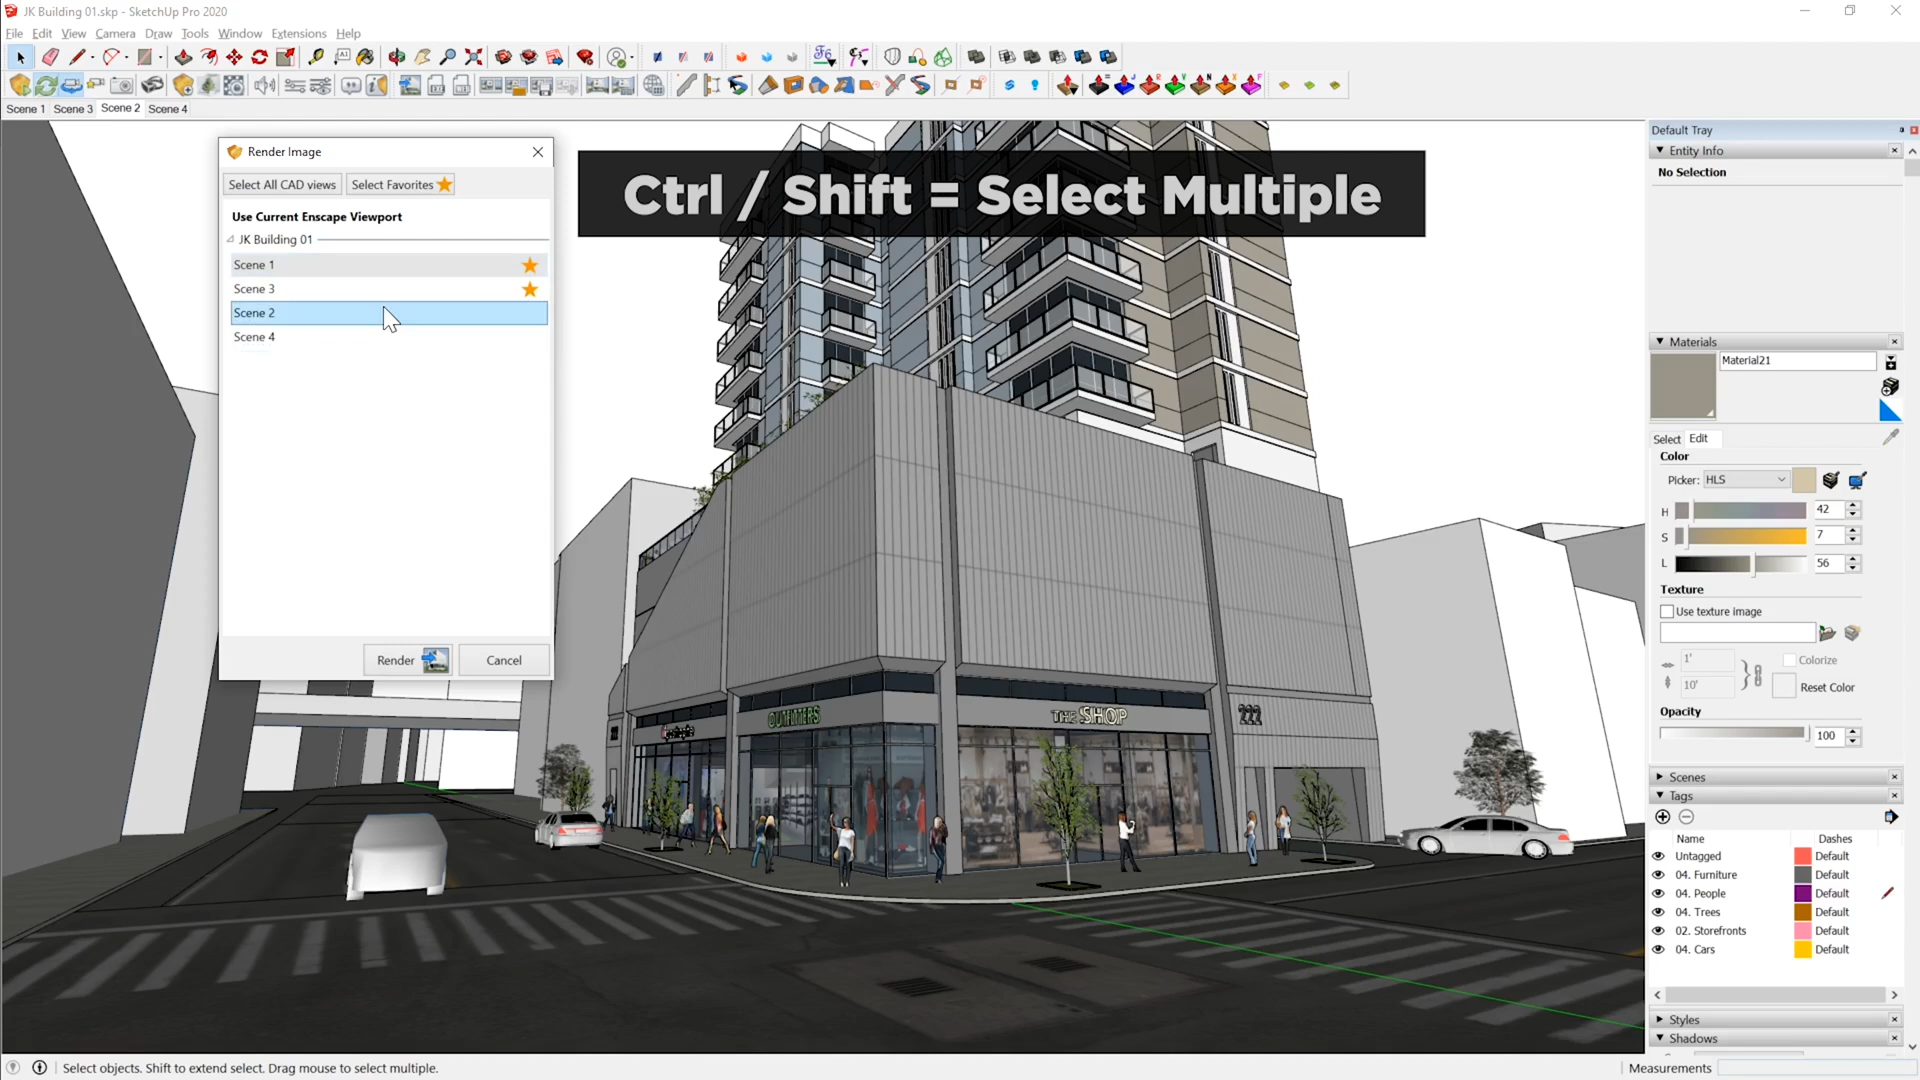 JK Building 01.skp - SketchUp Pro 2020
File Edit View Camera Draw Tools Window Extensions Help
Scene 1 Scene 3 Scene 2 Scene 4
Default Tray
Entity Info
No Selection
Render Image
Select All CAD views Select Favorites
Use Current Enscape Viewport
JK Building 01
Scene 1
Scene 3
Scene 2
Scene 4
Render Cancel
Ctrl / Shift = Select Multiple
Materials
Material21
Select Edit
Color
Picker: HLS
H 42
S 7
L 56
Texture
Use texture image
1'
Colorize
10'
Reset Color
Opacity
100
Scenes
Tags
Name Dashes
Untagged Default
04. Furniture Default
04. People Default
04. Trees Default
02. Storefronts Default
04. Cars Default
Styles
Shadows
OUTFITTERS
THE SHOP
222
Select objects. Shift to extend select. Drag mouse to select multiple.
Measurements